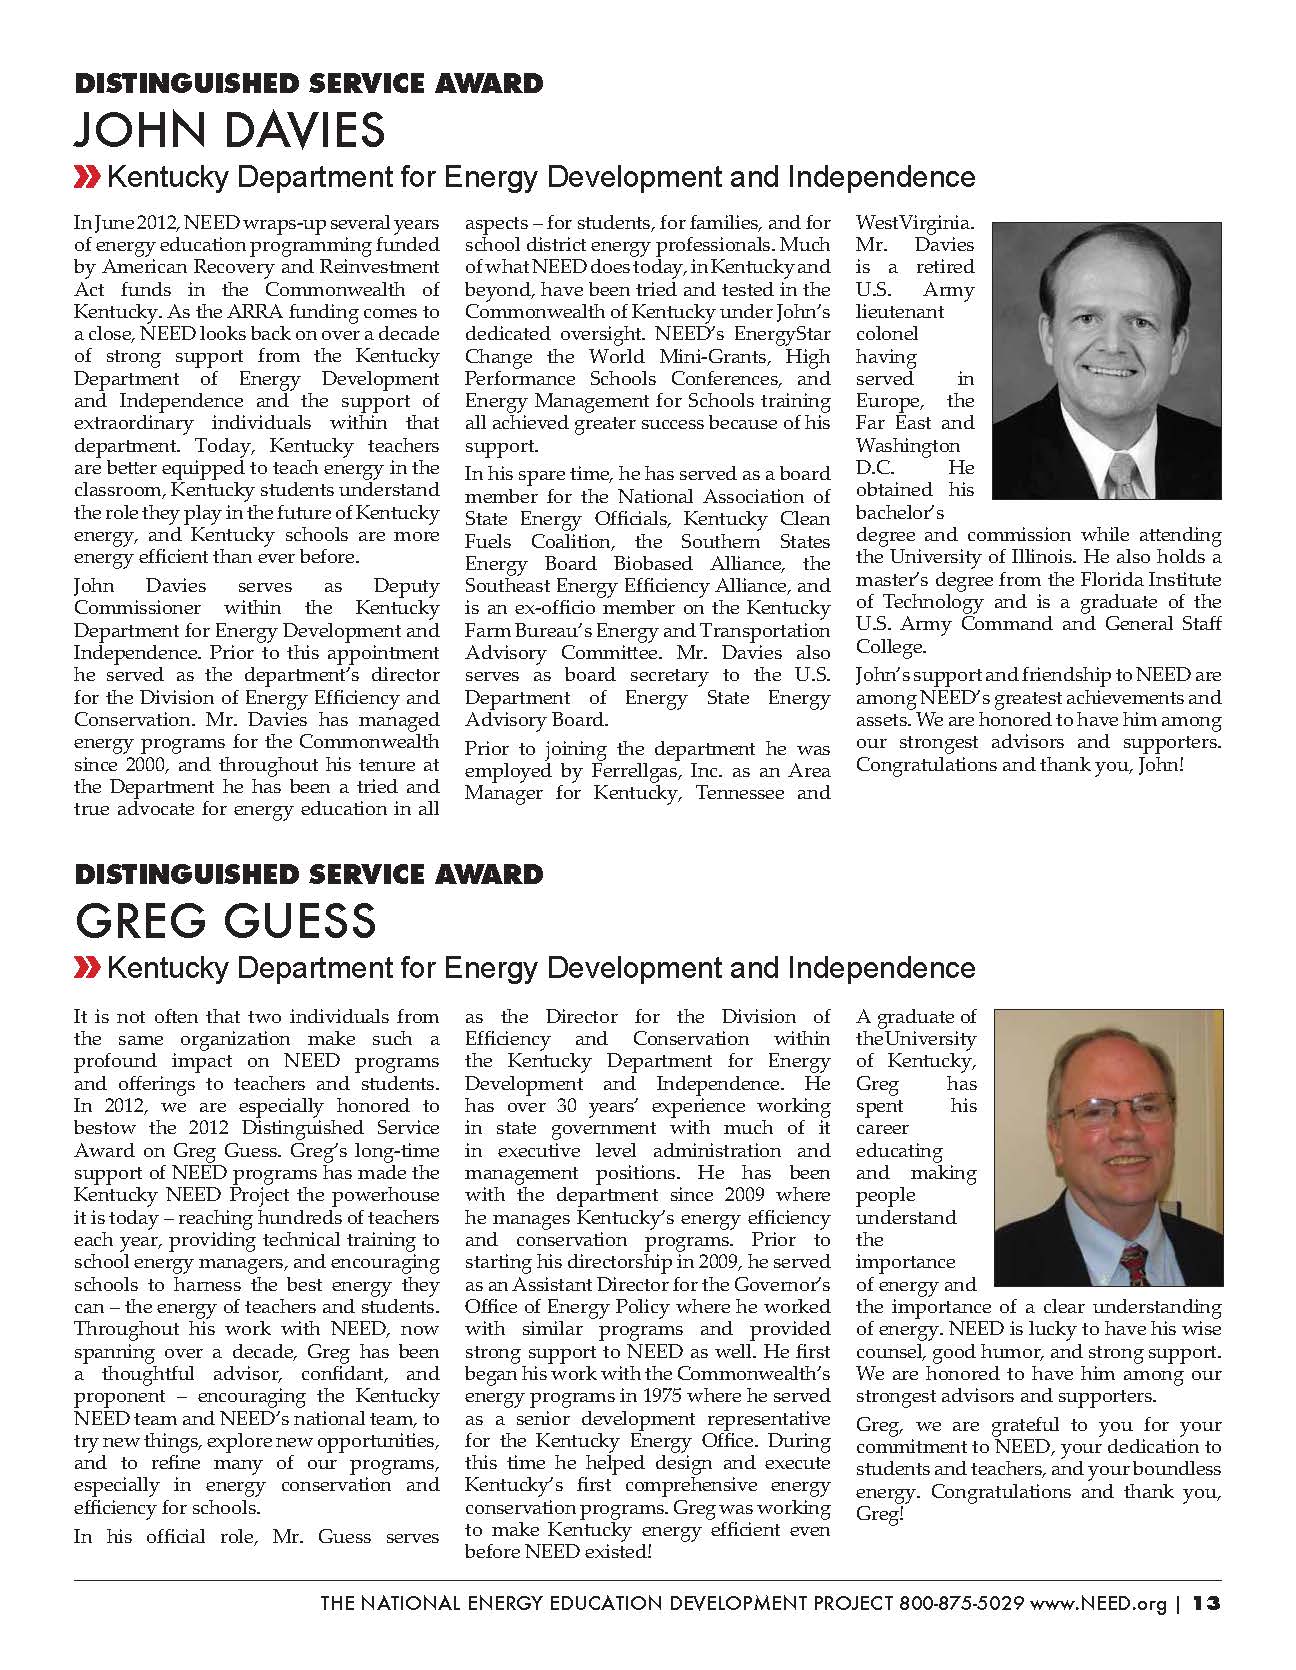 DISTINGUISHED SERVICE AWARD
JOHN DAVIES
Kentucky Department for Energy Development and Independence
In June 2012, NEED wraps-up several years
of energy education programming funded
by American Recovery and Reinvestment
Act funds in the Commonwealth of
Kentucky. As the ARRA funding comes to
a close, NEED looks back on over a decade
of strong support from the Kentucky
Department of Energy Development
and Independence and the support of
extraordinary individuals within that
department. Today, Kentucky teachers
are better equipped to teach energy in the
classroom, Kentucky students understand
the role they play in the future of Kentucky
energy, and Kentucky schools are more
energy efficient than ever before.
John Davies serves as Deputy
Commissioner within the Kentucky
Department for Energy Development and
Independence. Prior to this appointment
he served as the department's director
for the Division of Energy Efficiency and
Conservation. Mr. Davies has managed
energy programs for the Commonwealth
since 2000, and throughout his tenure at
the Department he has been a tried and
true advocate for energy education in all
aspects – for students, for families, and for
school district energy professionals. Much
of what NEED does today, in Kentucky and
beyond, have been tried and tested in the
Commonwealth of Kentucky under John's
dedicated oversight. NEED's EnergyStar
Change the World Mini-Grants, High
Performance Schools Conferences, and
Energy Management for Schools training
all achieved greater success because of his
support.
In his spare time, he has served as a board
member for the National Association of
State Energy Officials, Kentucky Clean
Fuels Coalition, the Southern States
Energy Board Biobased Alliance, the
Southeast Energy Efficiency Alliance, and
is an ex-officio member on the Kentucky
Farm Bureau's Energy and Transportation
Advisory Committee. Mr. Davies also
serves as board secretary to the U.S.
Department of Energy State Energy
Advisory Board.
Prior to joining the department he was
employed by Ferrellgas, Inc. as an Area
Manager for Kentucky, Tennessee and
West Virginia.
Mr. Davies
is a retired
U.S. Army
lieutenant
colonel
having
served in
Europe, the
Far East and
Washington
D.C. He
obtained his
bachelor's
degree and commission while attending
the University of Illinois. He also holds a
master's degree from the Florida Institute
of Technology and is a graduate of the
U.S. Army Command and General Staff
College.
John's support and friendship to NEED are
among NEED's greatest achievements and
assets. We are honored to have him among
our strongest advisors and supporters.
Congratulations and thank you, John!
DISTINGUISHED SERVICE AWARD
GREG GUESS
Kentucky Department for Energy Development and Independence
It is not often that two individuals from
the same organization make such a
profound impact on NEED programs
and offerings to teachers and students.
In 2012, we are especially honored to
bestow the 2012 Distinguished Service
Award on Greg Guess. Greg's long-time
support of NEED programs has made the
Kentucky NEED Project the powerhouse
it is today – reaching hundreds of teachers
each year, providing technical training to
school energy managers, and encouraging
schools to harness the best energy they
can – the energy of teachers and students.
Throughout his work with NEED, now
spanning over a decade, Greg has been
a thoughtful advisor, confidant, and
proponent – encouraging the Kentucky
NEED team and NEED's national team, to
try new things, explore new opportunities,
and to refine many of our programs,
especially in energy conservation and
efficiency for schools.
In his official role, Mr. Guess serves
as the Director for the Division of
Efficiency and Conservation within
the Kentucky Department for Energy
Development and Independence. He
has over 30 years' experience working
in state government with much of it
in executive level administration and
management positions. He has been
with the department since 2009 where
he manages Kentucky's energy efficiency
and conservation programs. Prior to
starting his directorship in 2009, he served
as an Assistant Director for the Governor's
Office of Energy Policy where he worked
with similar programs and provided
strong support to NEED as well. He first
began his work with the Commonwealth's
energy programs in 1975 where he served
as a senior development representative
for the Kentucky Energy Office. During
this time he helped design and execute
Kentucky's first comprehensive energy
conservation programs. Greg was working
to make Kentucky energy efficient even
before NEED existed!
A graduate of
the University
of Kentucky,
Greg has
spent his
career
educating
and making
people
understand
the
importance
of energy and
the importance of a clear understanding
of energy. NEED is lucky to have his wise
counsel, good humor, and strong support.
We are honored to have him among our
strongest advisors and supporters.
Greg, we are grateful to you for your
commitment to NEED, your dedication to
students and teachers, and your boundless
energy. Congratulations and thank you,
Greg!
THE NATIONAL ENERGY EDUCATION DEVELOPMENT PROJECT 800-875-5029 www.NEED.org | 13